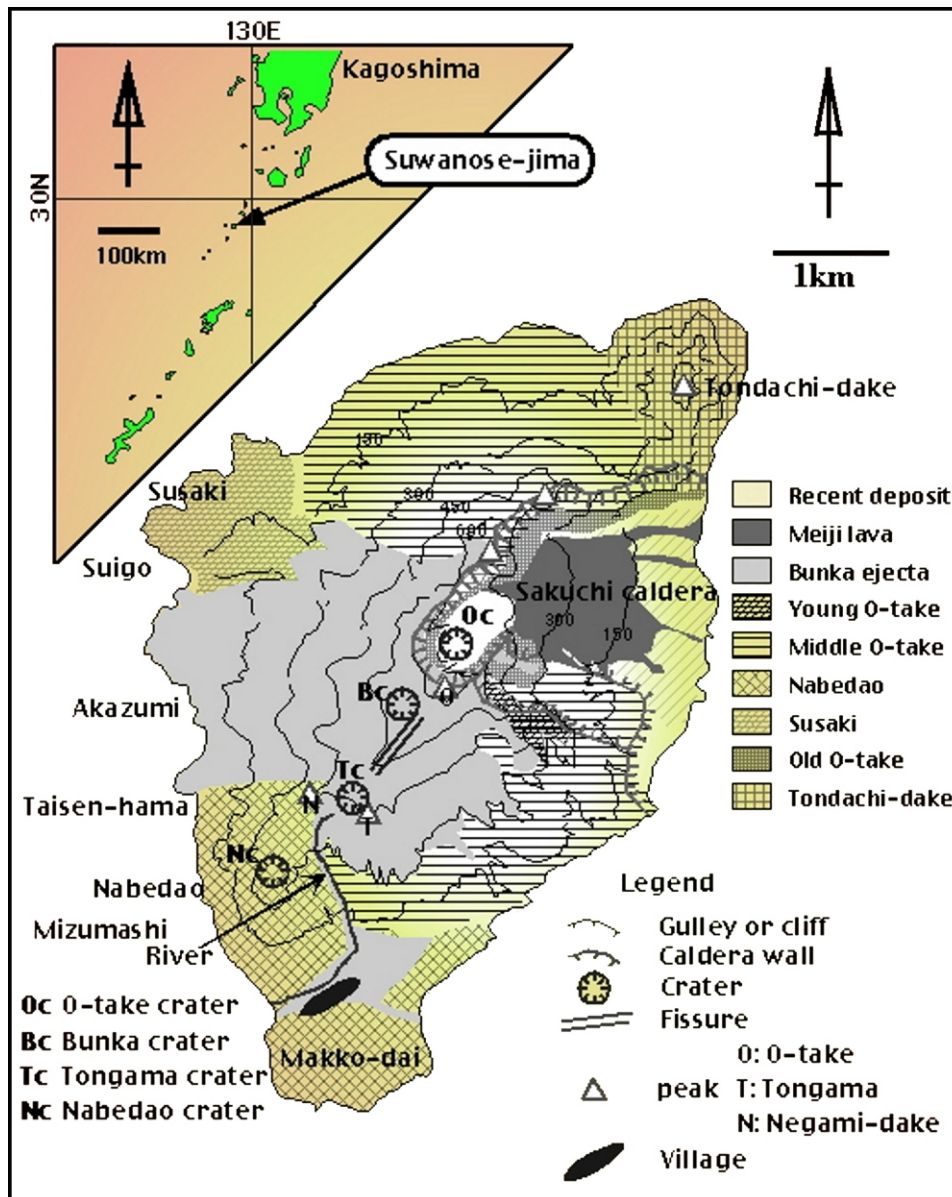 130E
Kagoshima
Suwanose-jima
30N
100km
1km
Tondachi-dake
150
Susaki
300
450
600
Suigo
Sakuchi caldera
Oc
300
150
Bc
O
Akazumi
Tc
Taisen-hama
N
T
Nc
Nabedao
Mizumashi
River
Makko-dai
Recent deposit
Meiji lava
Bunka ejecta
Young O-take
Middle O-take
Nabedao
Susaki
Old O-take
Tondachi-dake
Legend
Gulley or cliff
Caldera wall
Crater
Fissure
O: O-take
peak T: Tongama
N: Negami-dake
Village
Oc O-take crater
Bc Bunka crater
Tc Tongama crater
Nc Nabedao crater